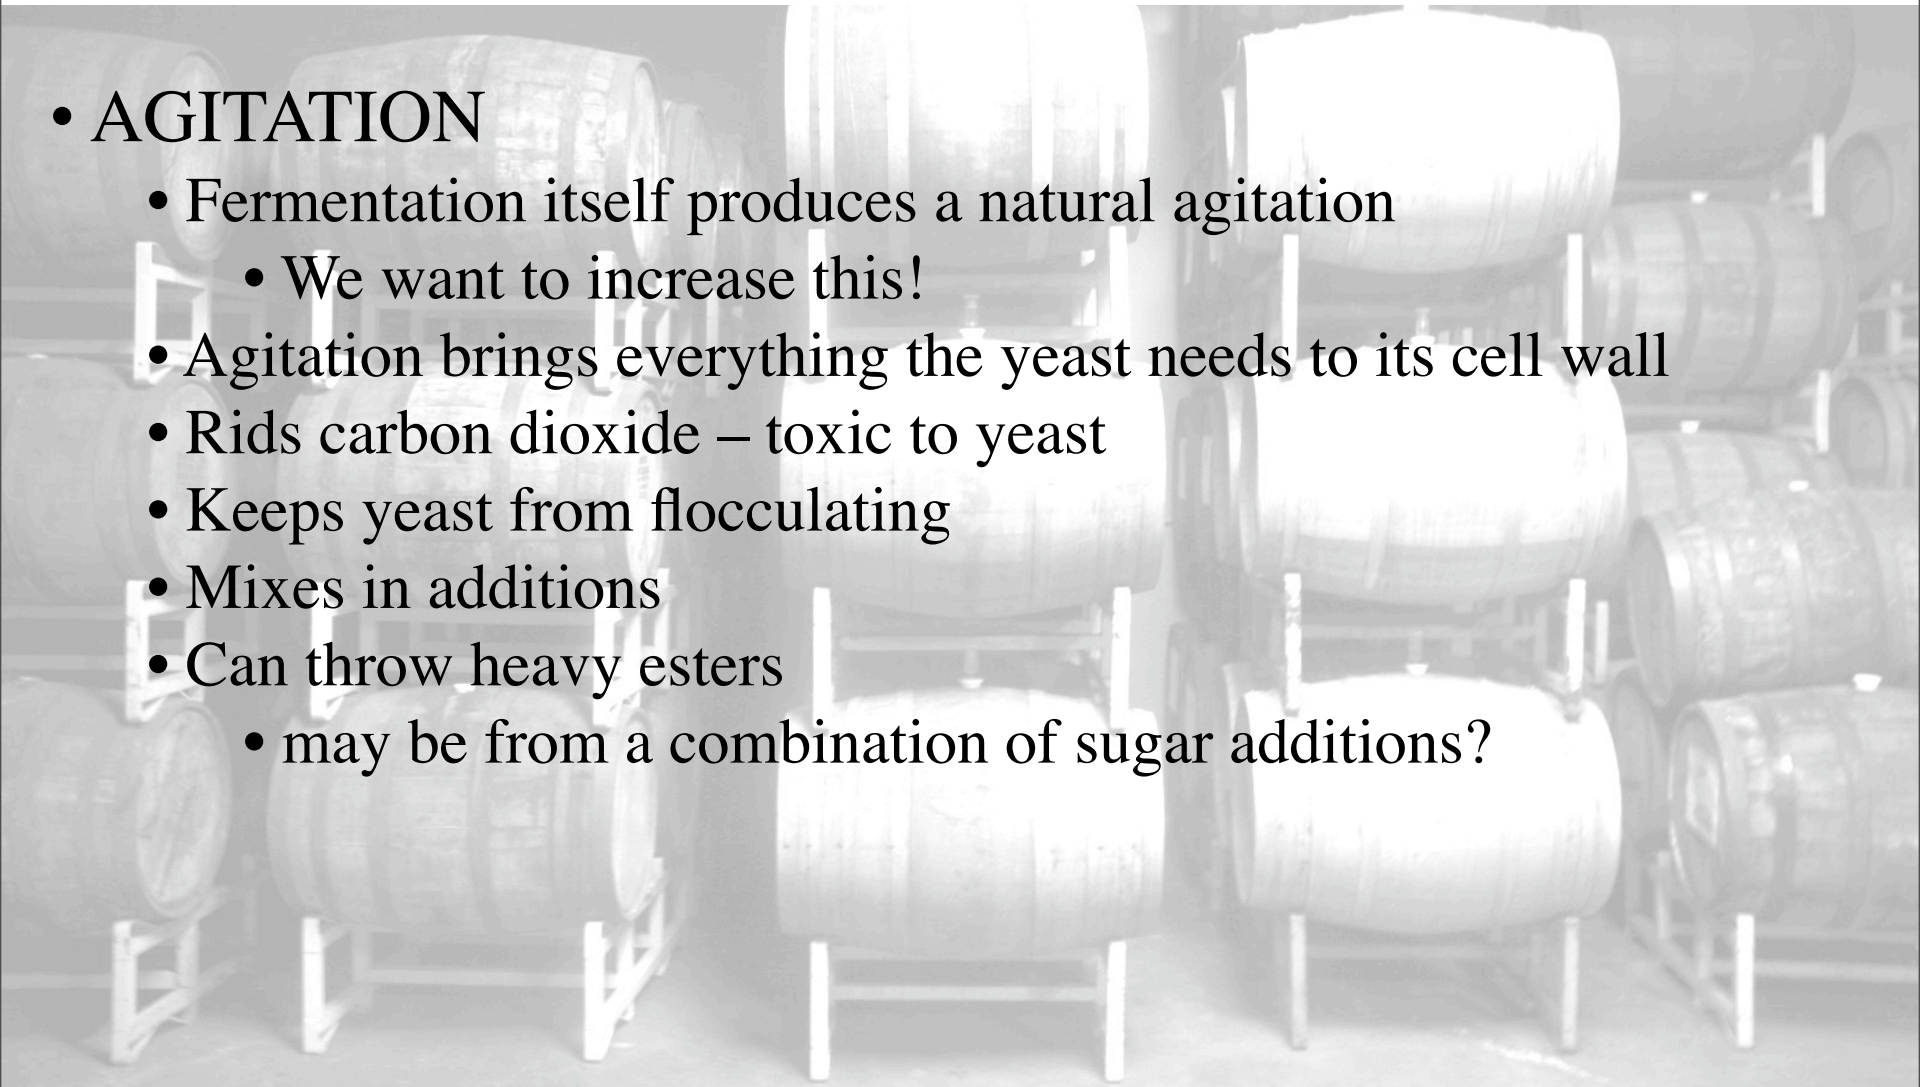 • AGITATION
• Fermentation itself produces a natural agitation
• We want to increase this!
• Agitation brings everything the yeast needs to its cell wall
• Rids carbon dioxide – toxic to yeast
• Keeps yeast from flocculating
• Mixes in additions
• Can throw heavy esters
• may be from a combination of sugar additions?